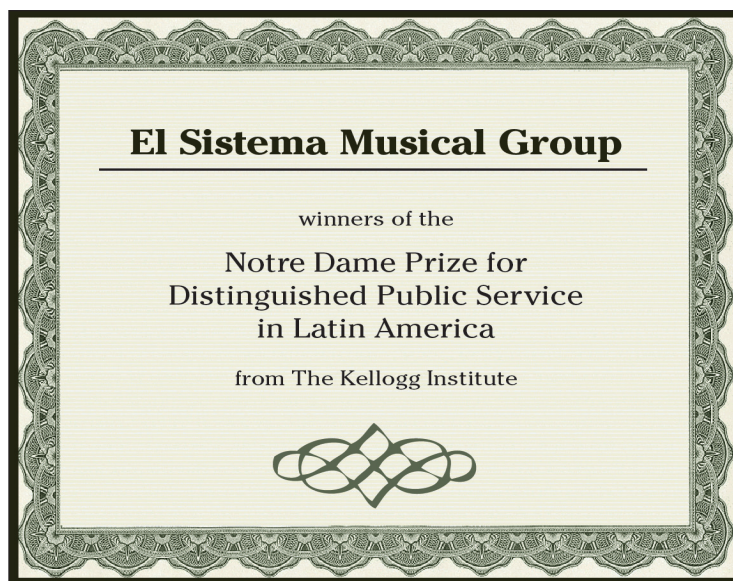 El Sistema Musical Group
winners of the
Notre Dame Prize for
Distinguished Public Service
in Latin America
from The Kellogg Institute